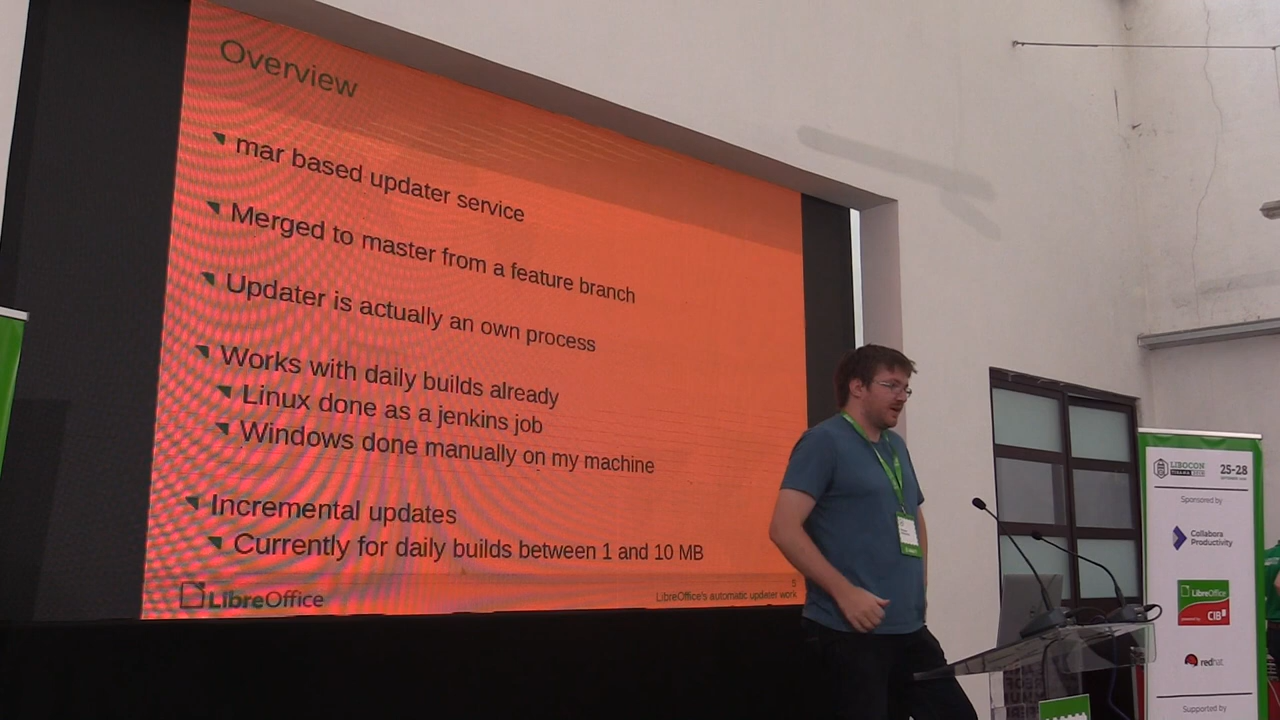 Overview
mar based updater service
Merged to master from a feature branch
Updater is actually an own process
Works with daily builds already
Linux done as a jenkins job
Windows done manually on my machine
Incremental updates
Currently for daily builds between 1 and 10 MB
5
LibreOffice
LibreOffice's automatic updater work
LIBOCON
25-28
Sponsored by
Collabora
Productivity
LibreOffice
CIB
redhat
Supported by